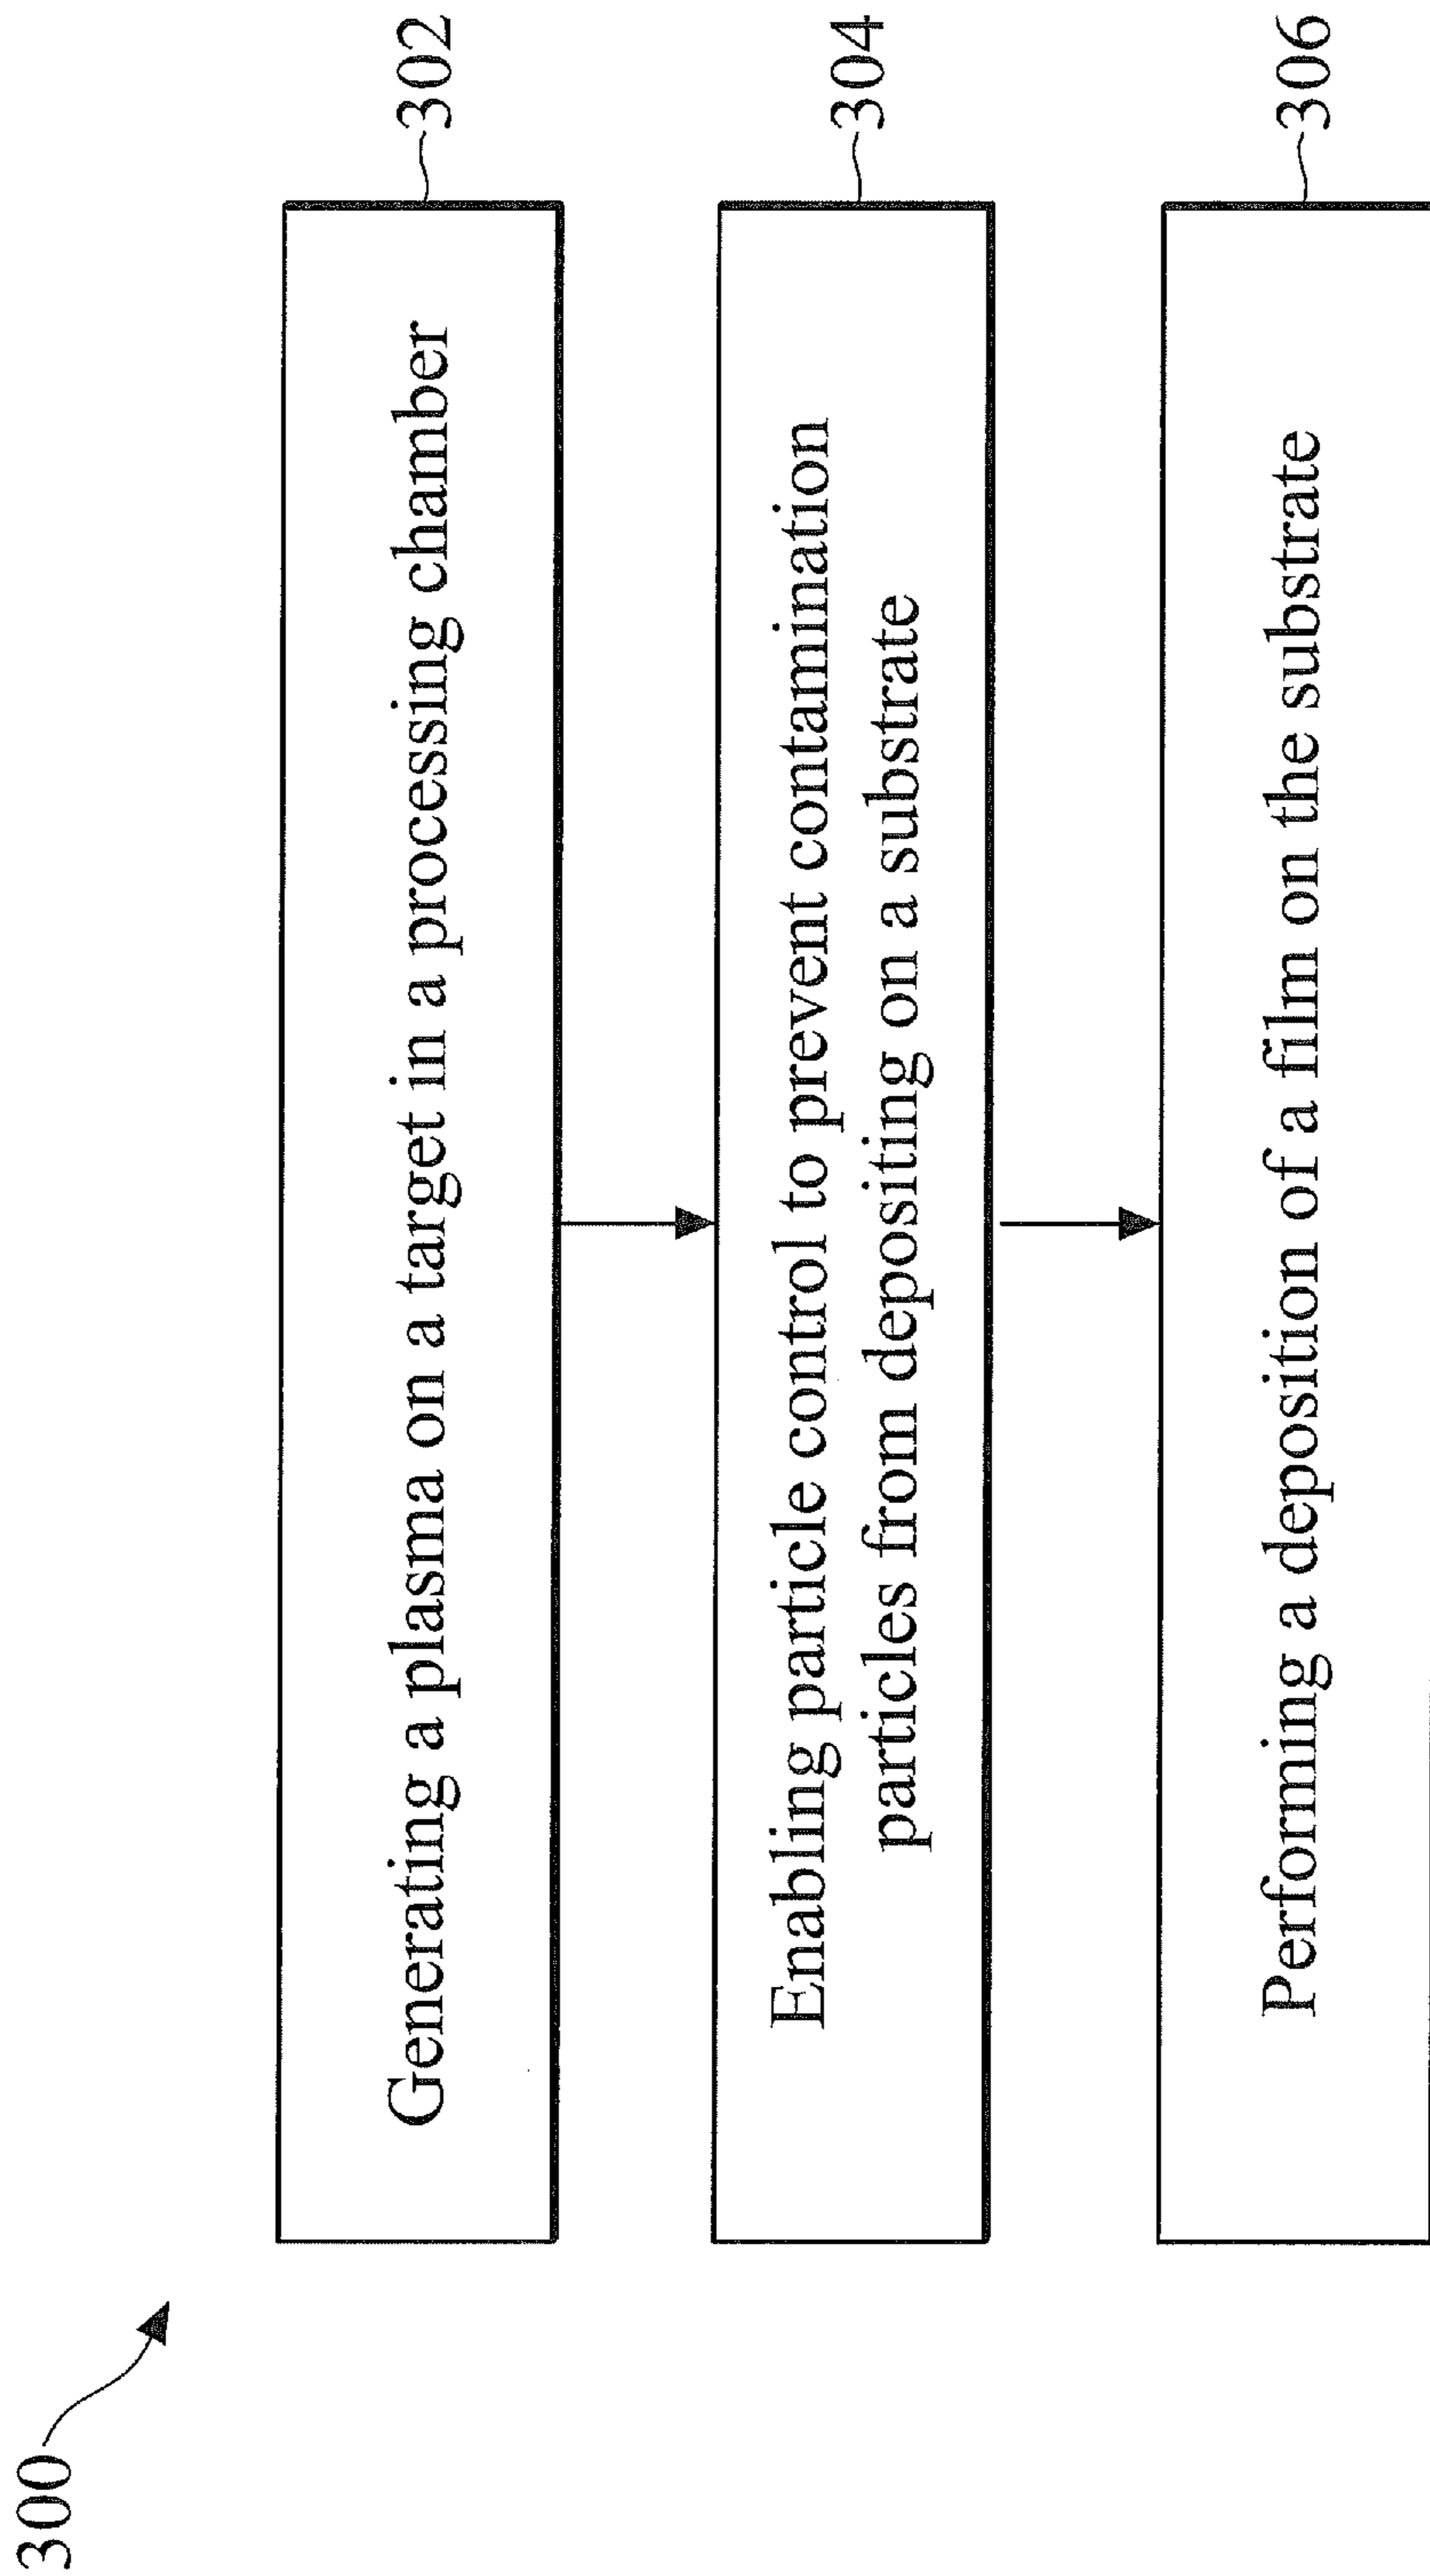 300
Generating a plasma on a target in a processing chamber
302
Enabling particle control to prevent contamination
particles from depositing on a substrate
304
Performing a deposition of a film on the substrate
306